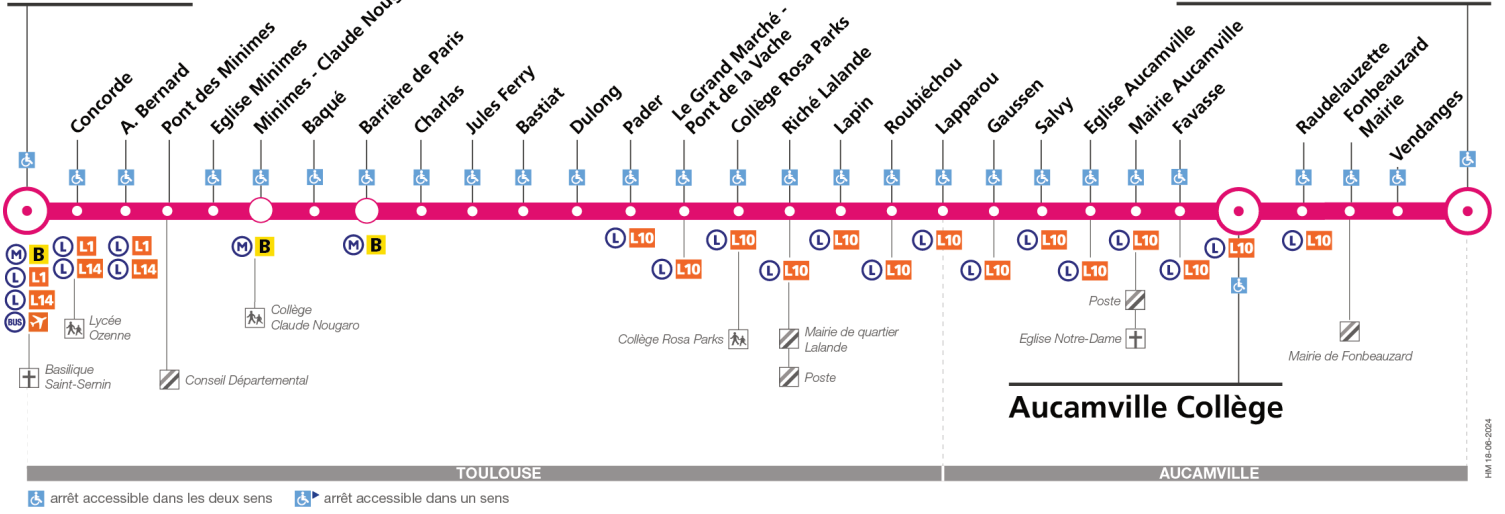 Concorde
A. Bernard
Pont des Minimes
Eglise Minimes
Minimes - Claude
Baqué
Barrière de Paris
Charlas
Jules Ferry
Bastiat
Dulong
Pader
Le Grand Marché -
Pont de la Vache
Collège Rosa Parks
Riché Lalande
Lapin
Roubiéchou
Lapparou
Gaussen
Salvy
Eglise Aucamville
Mairie Aucamville
Favasse
Raudelauzette
Fonbeauzard
Mairie
Vendanges
M B
L L1
L L14
BUS
L L1
L L14
L L1
L L14
M B
M B
L L10
L L10
L L10
L L10
L L10
L L10
L L10
L L10
L L10
L L10
L L10
L L10
L L10
L L10
Basilique
Saint-Sernin
Lycée
Ozenne
Conseil Départemental
Collège
Claude Nougaro
Collège Rosa Parks
Mairie de quartier
Lalande
Poste
Poste
Eglise Notre-Dame
Mairie de Fonbeauzard
Aucamville Collège
TOULOUSE
AUCAMVILLE
HM 18-06-2024
arrêt accessible dans les deux sens
arrêt accessible dans un sens